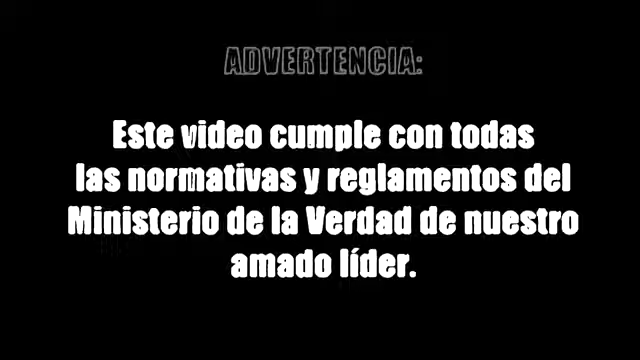 ADVERTENCIA:
Este video cumple con todas
las normativas y reglamentos del
Ministerio de la Verdad de nuestro
amado líder.